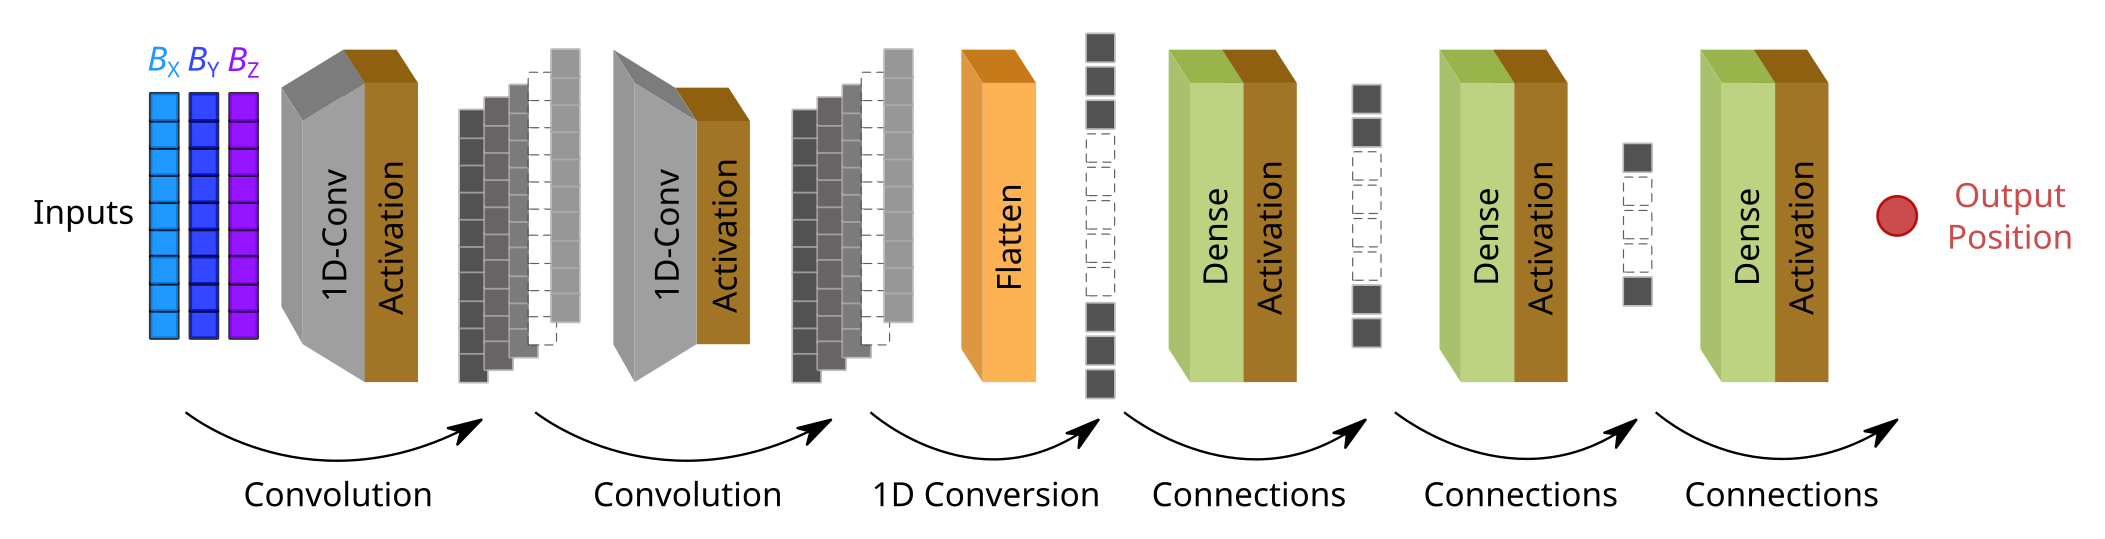 B_X B_Y B_Z
Inputs
1D-Conv
Activation
1D-Conv
Activation
Flatten
Dense
Activation
Dense
Activation
Dense
Activation
Output
Position
Convolution
Convolution
1D Conversion
Connections
Connections
Connections